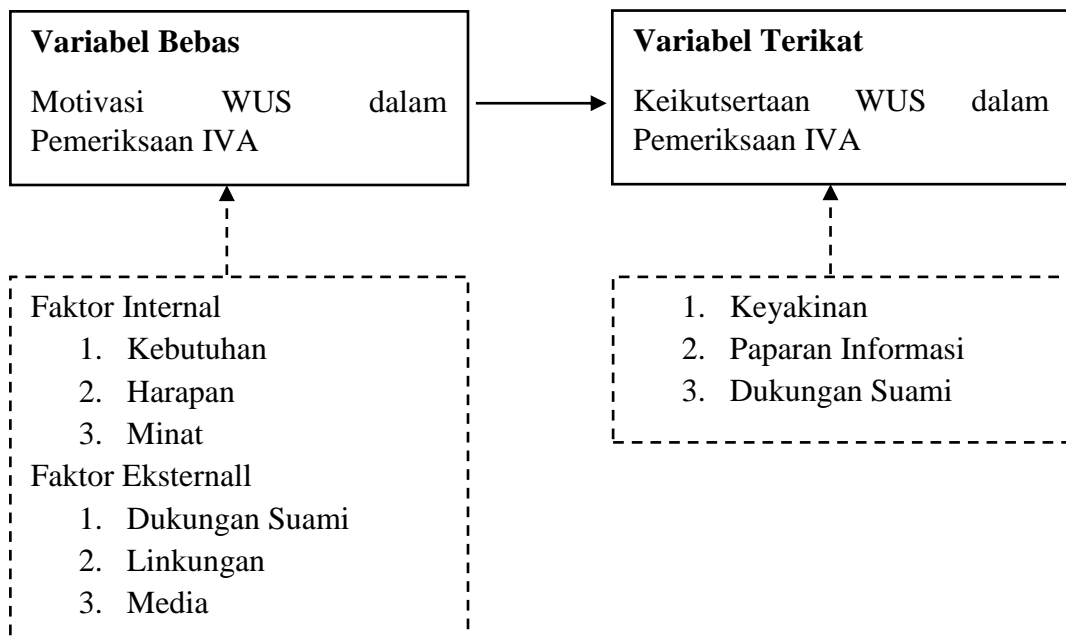 Variabel Bebas
Motivasi WUS dalam
Pemeriksaan IVA
Variabel Terikat
Keikutsertaan WUS dalam
Pemeriksaan IVA
Faktor Internal
1. Kebutuhan
2. Harapan
3. Minat
Faktor Eksternall
1. Dukungan Suami
2. Linkungan
3. Media
1. Keyakinan
2. Paparan Informasi
3. Dukungan Suami